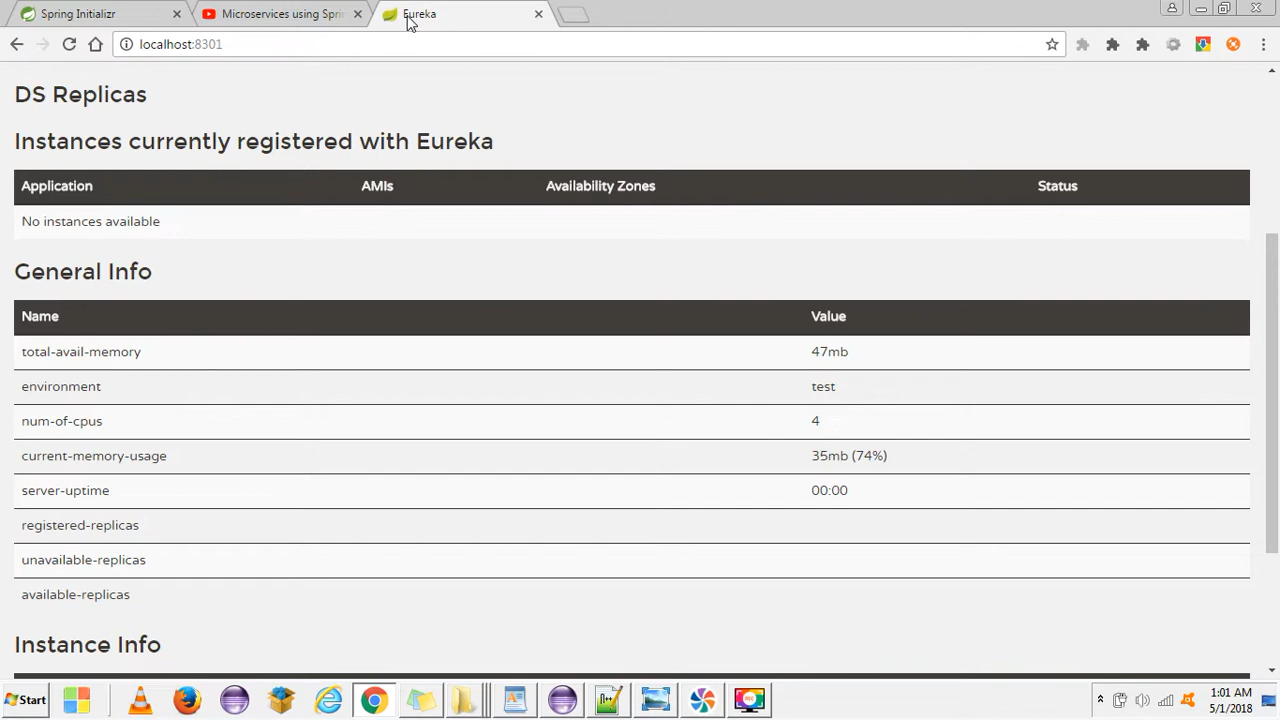 Spring Initializr
Microservices using Spri
Eureka
localhost:8301
DS Replicas
Instances currently registered with Eureka
Application AMIs Availability Zones Status
No instances available
General Info
Name Value
total-avail-memory 47mb
environment test
num-of-cpus 4
current-memory-usage 35mb (74%)
server-uptime 00:00
registered-replicas
unavailable-replicas
available-replicas
Instance Info
Start
1:01 AM
5/1/2018